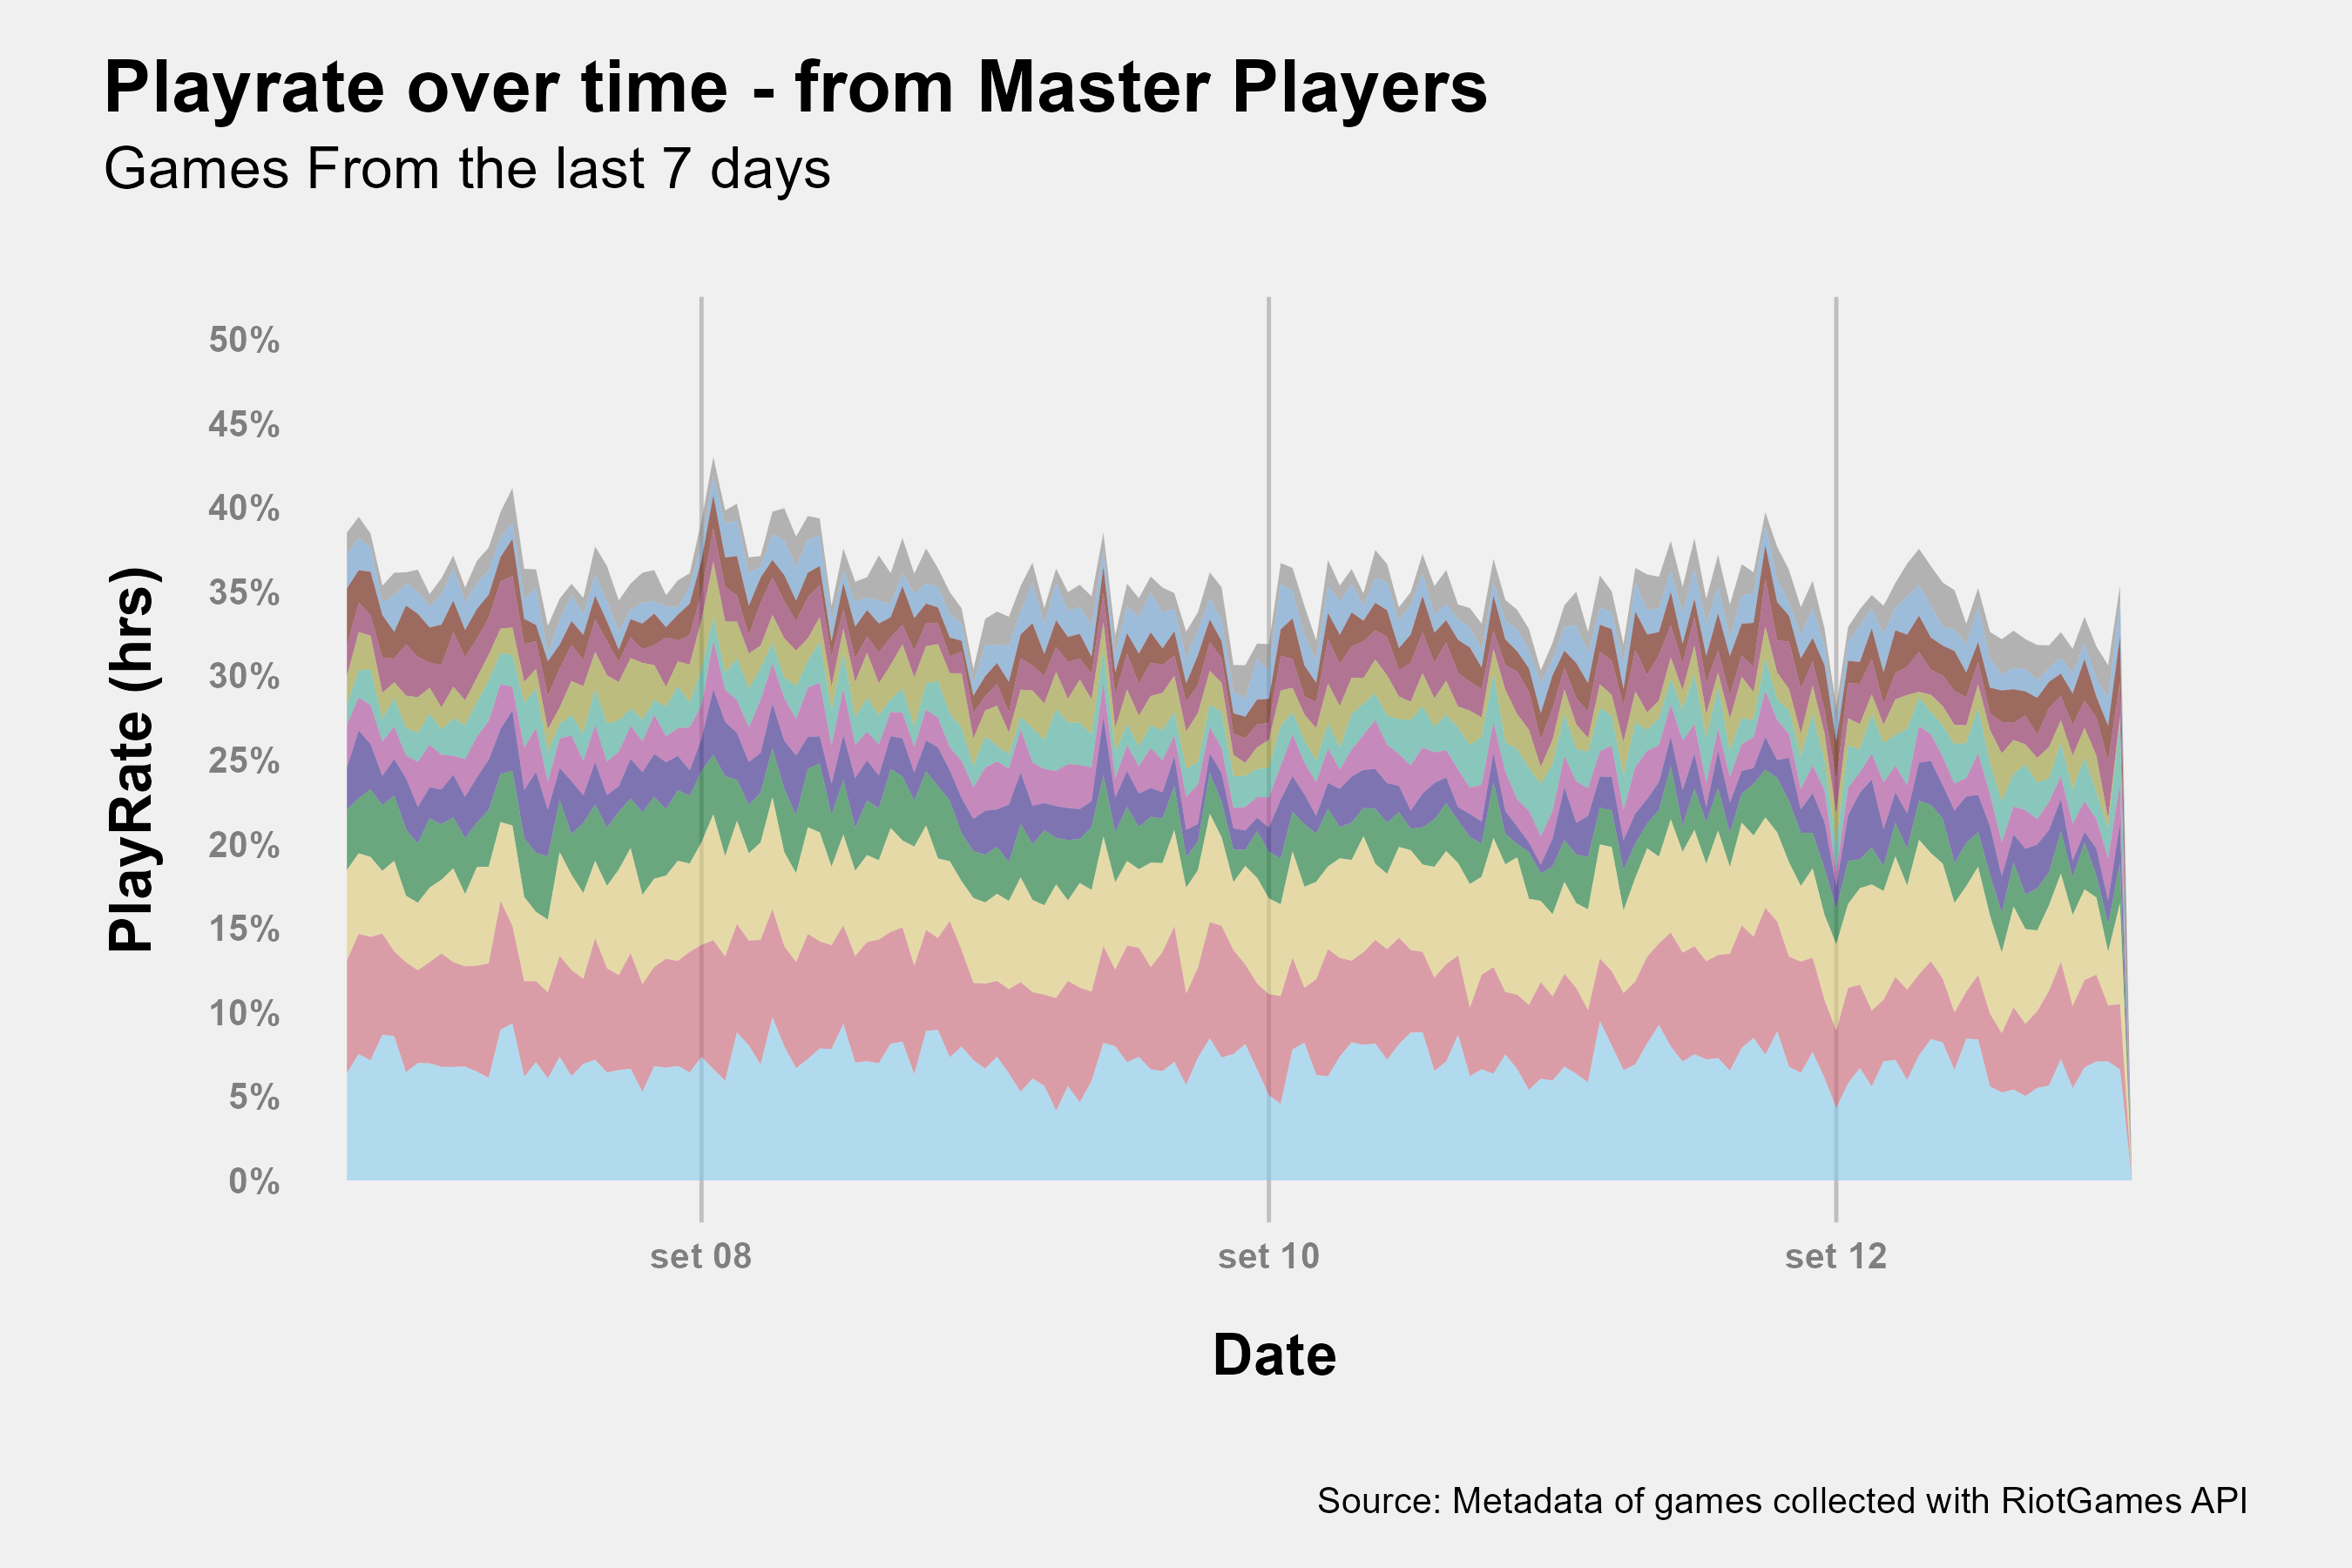 Playrate over time - from Master Players
Games From the last 7 days
PlayRate (hrs)
50%
45%
40%
35%
30%
25%
20%
15%
10%
5%
0%
set 08
set 10
set 12
Date
Source: Metadata of games collected with RiotGames API